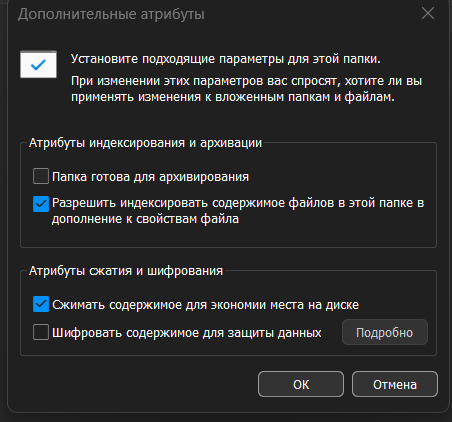 Дополнительные атрибуты
Установите подходящие параметры для этой папки.
При изменении этих параметров вас спросят, хотите ли вы
применять изменения к вложенным папкам и файлам.
Атрибуты индексирования и архивации
Папка готова для архивирования
Разрешить индексировать содержимое файлов в этой папке в
дополнение к свойствам файла
Атрибуты сжатия и шифрования
Сжимать содержимое для экономии места на диске
Шифровать содержимое для защиты данных
Подробно
ОК
Отмена